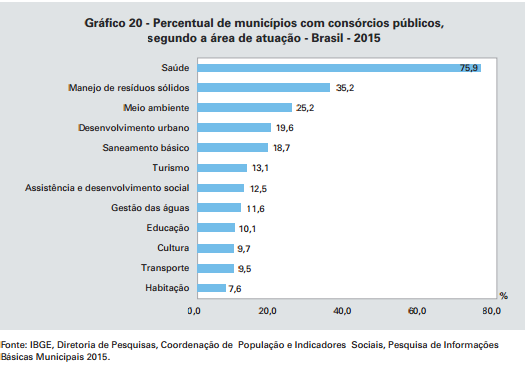 Gráfico 20 - Percentual de municípios com consórcios públicos,
segundo a área de atuação - Brasil - 2015
Saúde 75,9
Manejo de resíduos sólidos 35,2
Meio ambiente 25,2
Desenvolvimento urbano 19,6
Saneamento básico 18,7
Turismo 13,1
Assistência e desenvolvimento social 12,5
Gestão das águas 11,6
Educação 10,1
Cultura 9,7
Transporte 9,5
Habitação 7,6
%
0,0 20,0 40,0 60,0 80,0
Fonte: IBGE, Diretoria de Pesquisas, Coordenação de População e Indicadores Sociais, Pesquisa de Informações
Básicas Municipais 2015.